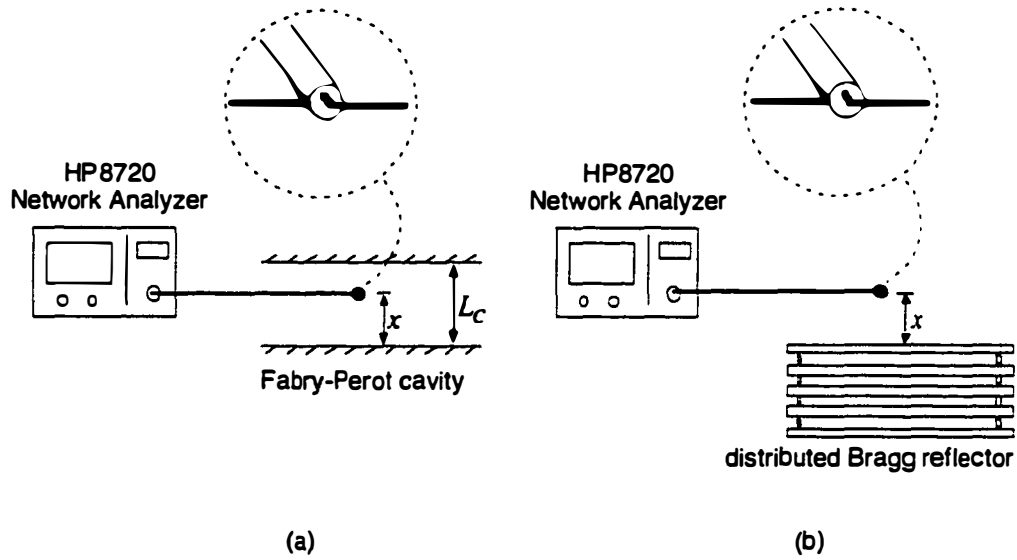 HP8720
Network Analyzer
x
L_C
Fabry-Perot cavity
(a)
HP8720
Network Analyzer
x
distributed Bragg reflector
(b)